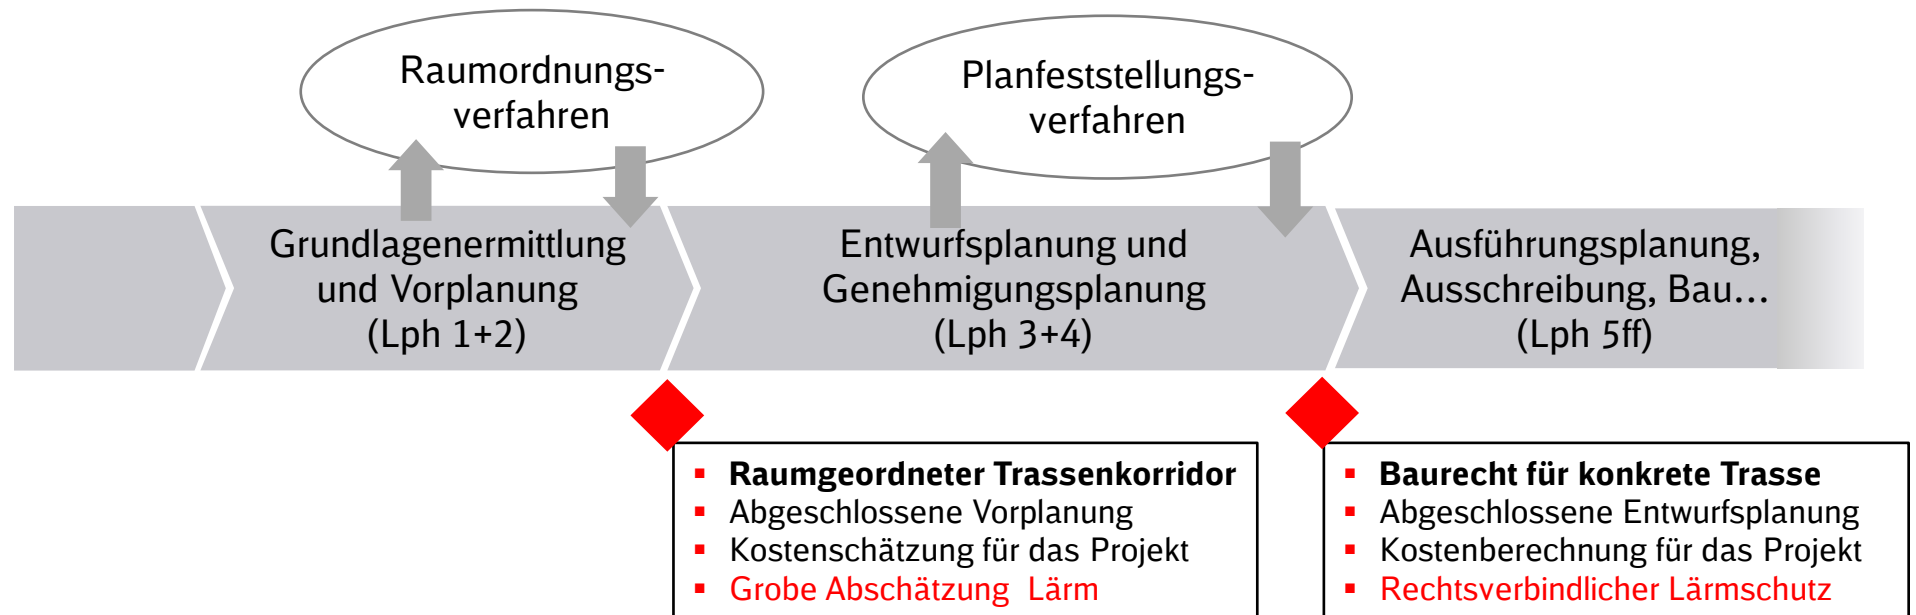 Raumordnungs-
verfahren
Planfeststellungs-
verfahren
Grundlagenermittlung
und Vorplanung
(Lph 1+2)
Entwurfsplanung und
Genehmigungsplanung
(Lph 3+4)
Ausführungsplanung,
Ausschreibung, Bau...
(Lph 5ff)
▪ Raumgeordneter Trassenkorridor
▪ Abgeschlossene Vorplanung
▪ Kostenschätzung für das Projekt
▪ Grobe Abschätzung Lärm
▪ Baurecht für konkrete Trasse
▪ Abgeschlossene Entwurfsplanung
▪ Kostenberechnung für das Projekt
▪ Rechtsverbindlicher Lärmschutz